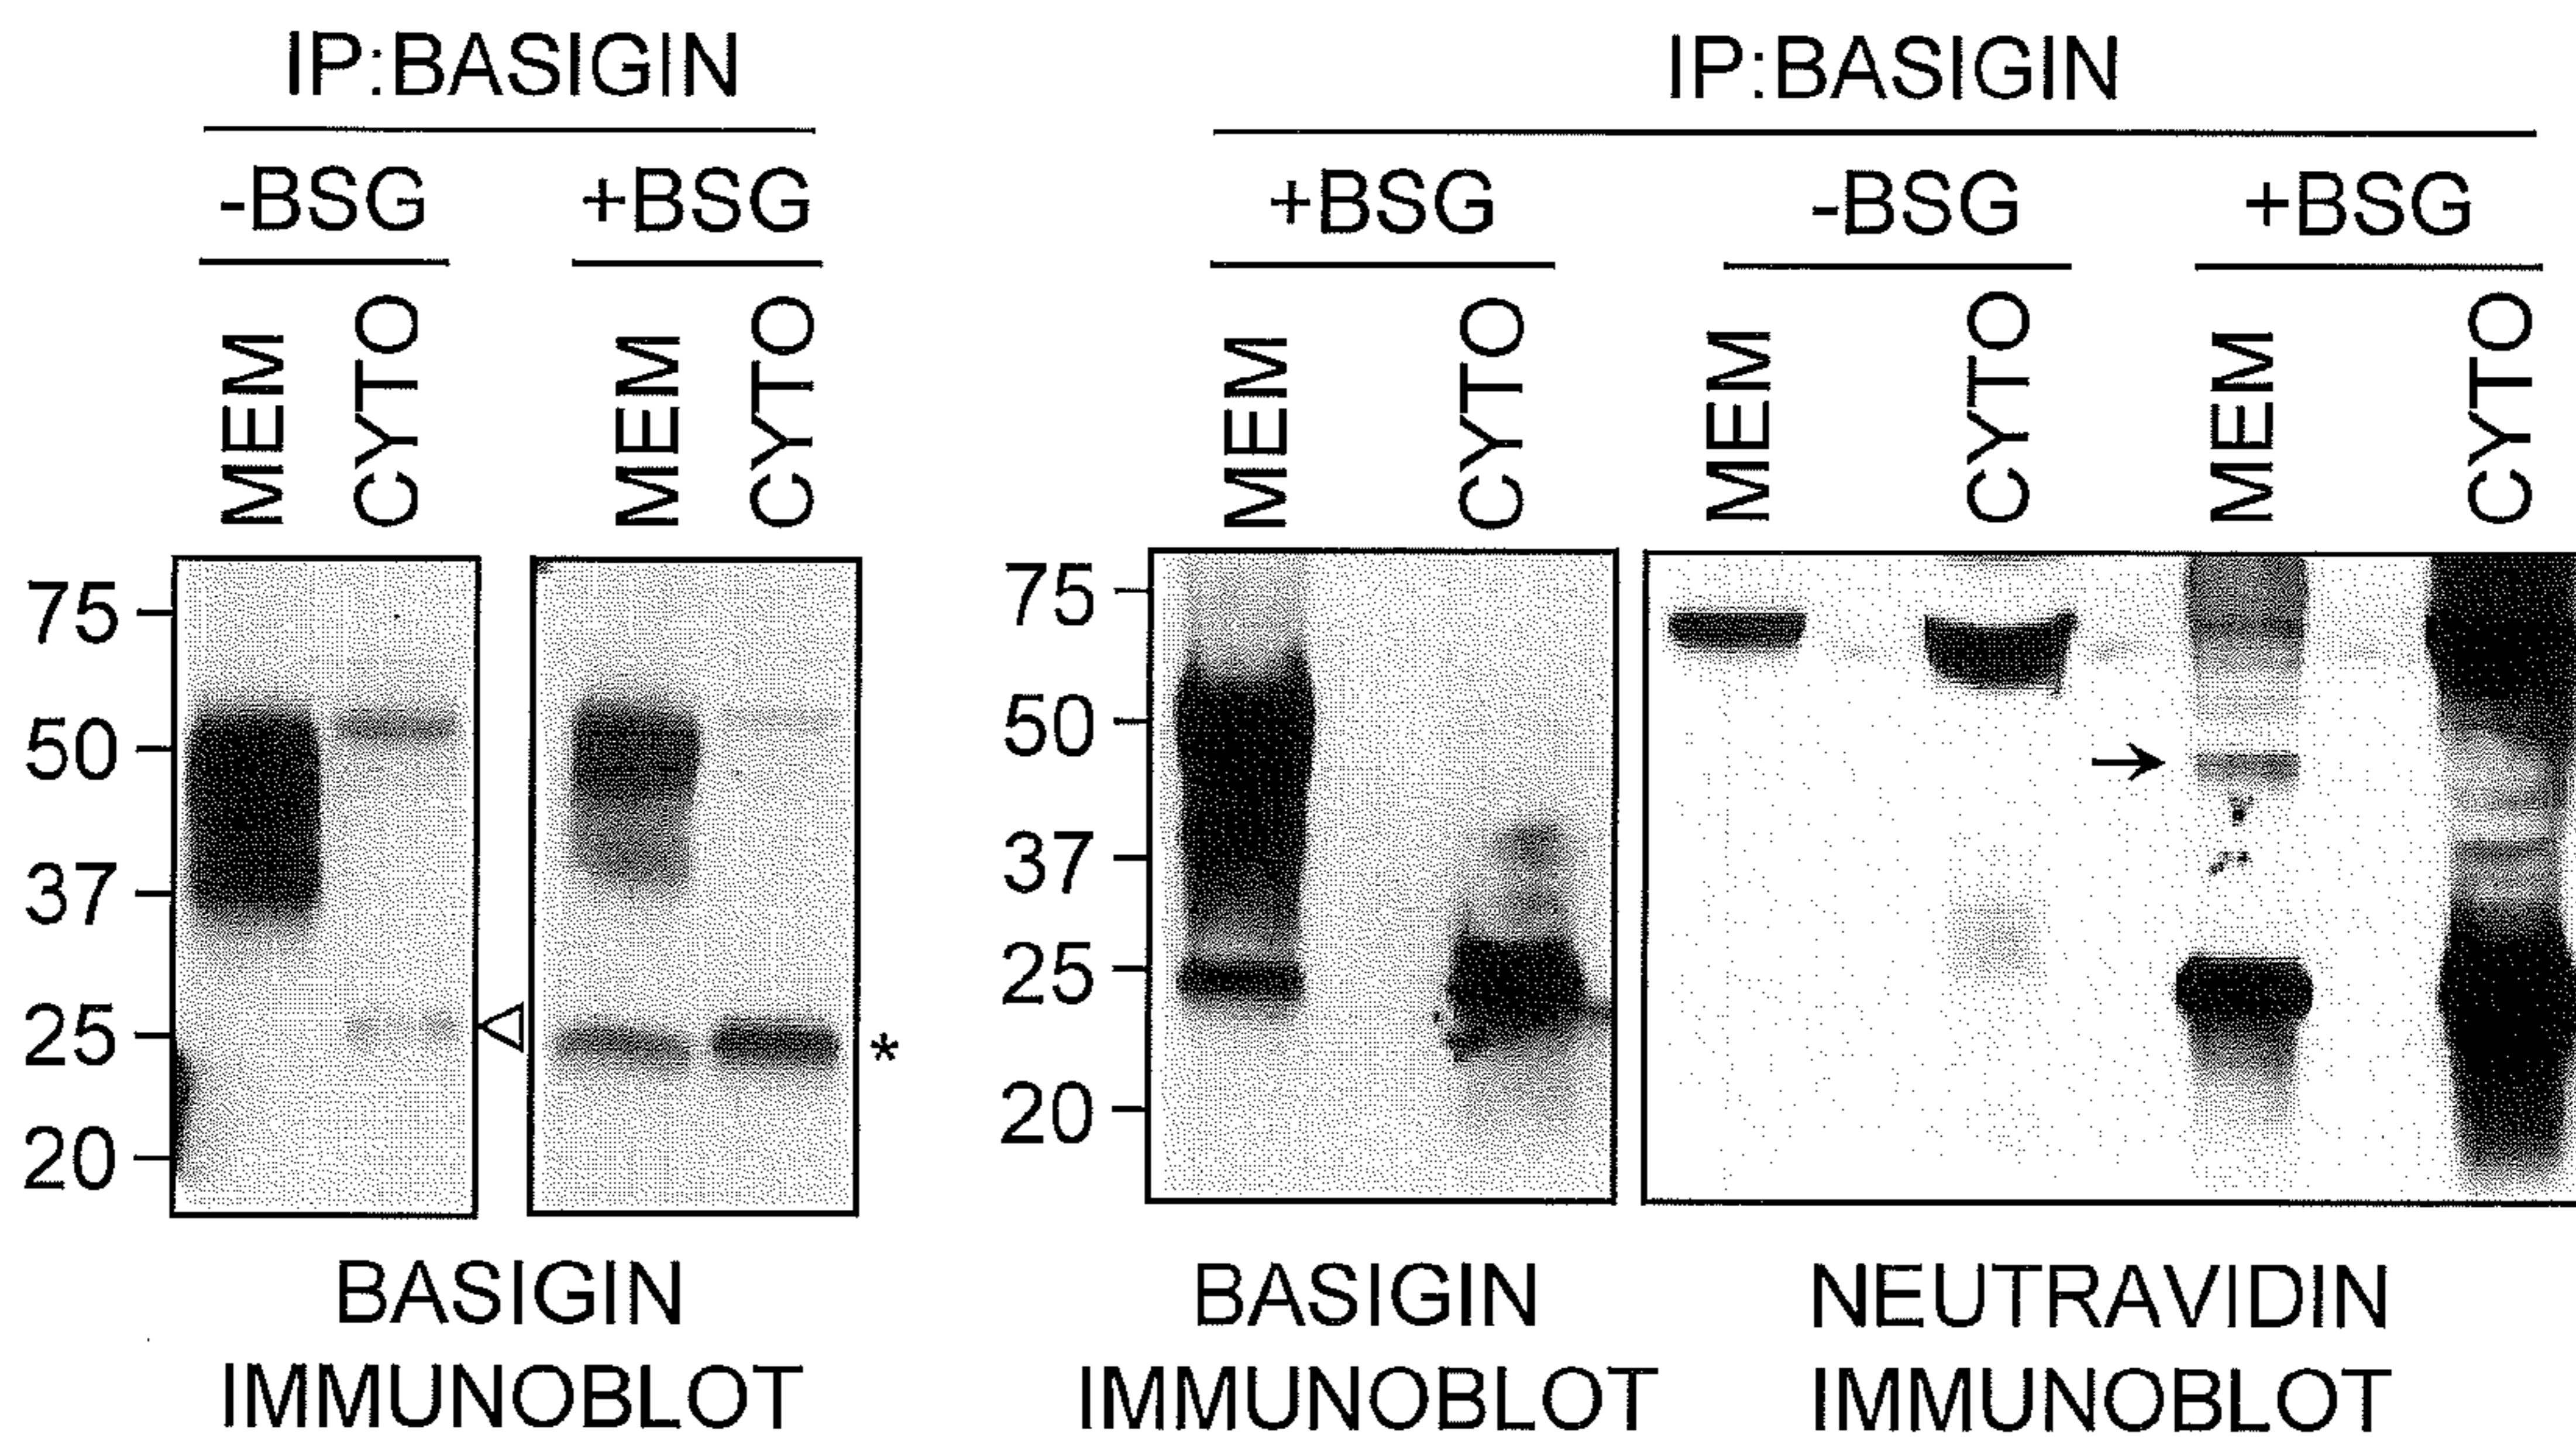 IP:BASIGIN
-BSG +BSG
MEM CYTO MEM CYTO
75
50
37
25
20
*
BASIGIN
IMMUNOBLOT
IP:BASIGIN
+BSG -BSG +BSG
MEM CYTO MEM CYTO MEM CYTO
75
50
37
25
20
BASIGIN
IMMUNOBLOT
NEUTRAVIDIN
IMMUNOBLOT